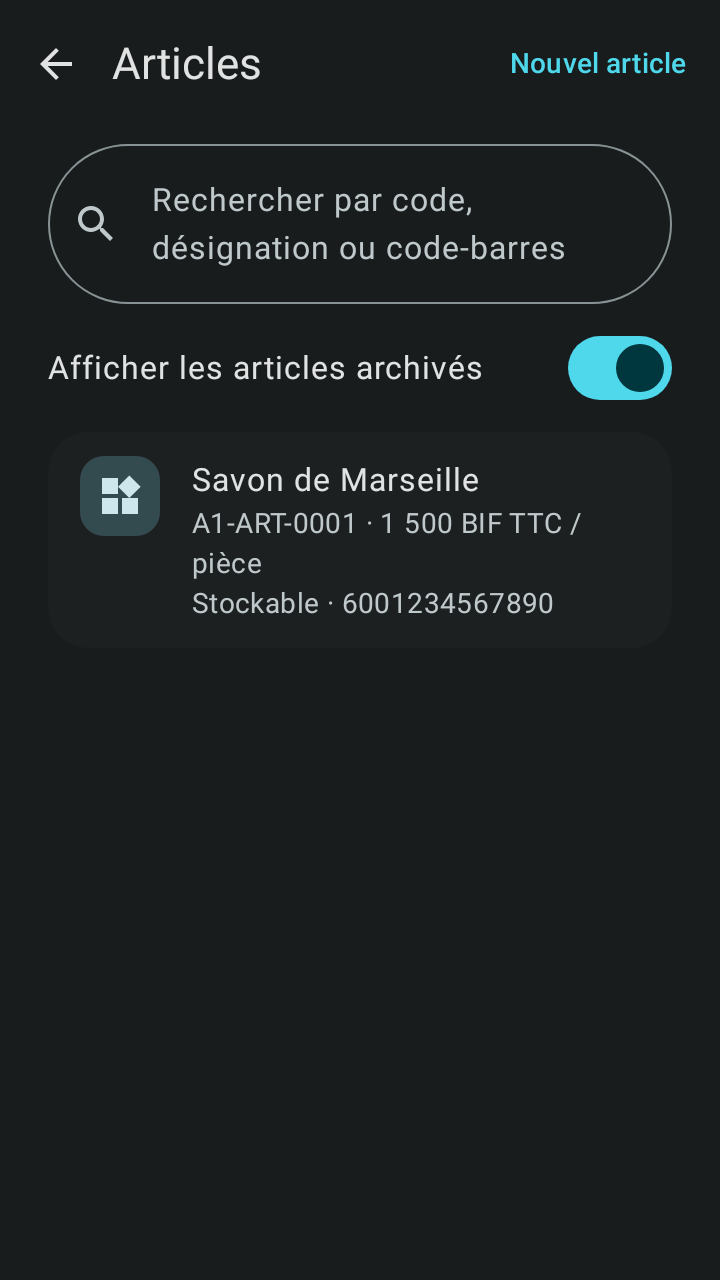 Articles
Nouvel article
Rechercher par code,
désignation ou code-barres
Afficher les articles archivés
Savon de Marseille
A1-ART-0001 · 1 500 BIF TTC /
pièce
Stockable · 6001234567890